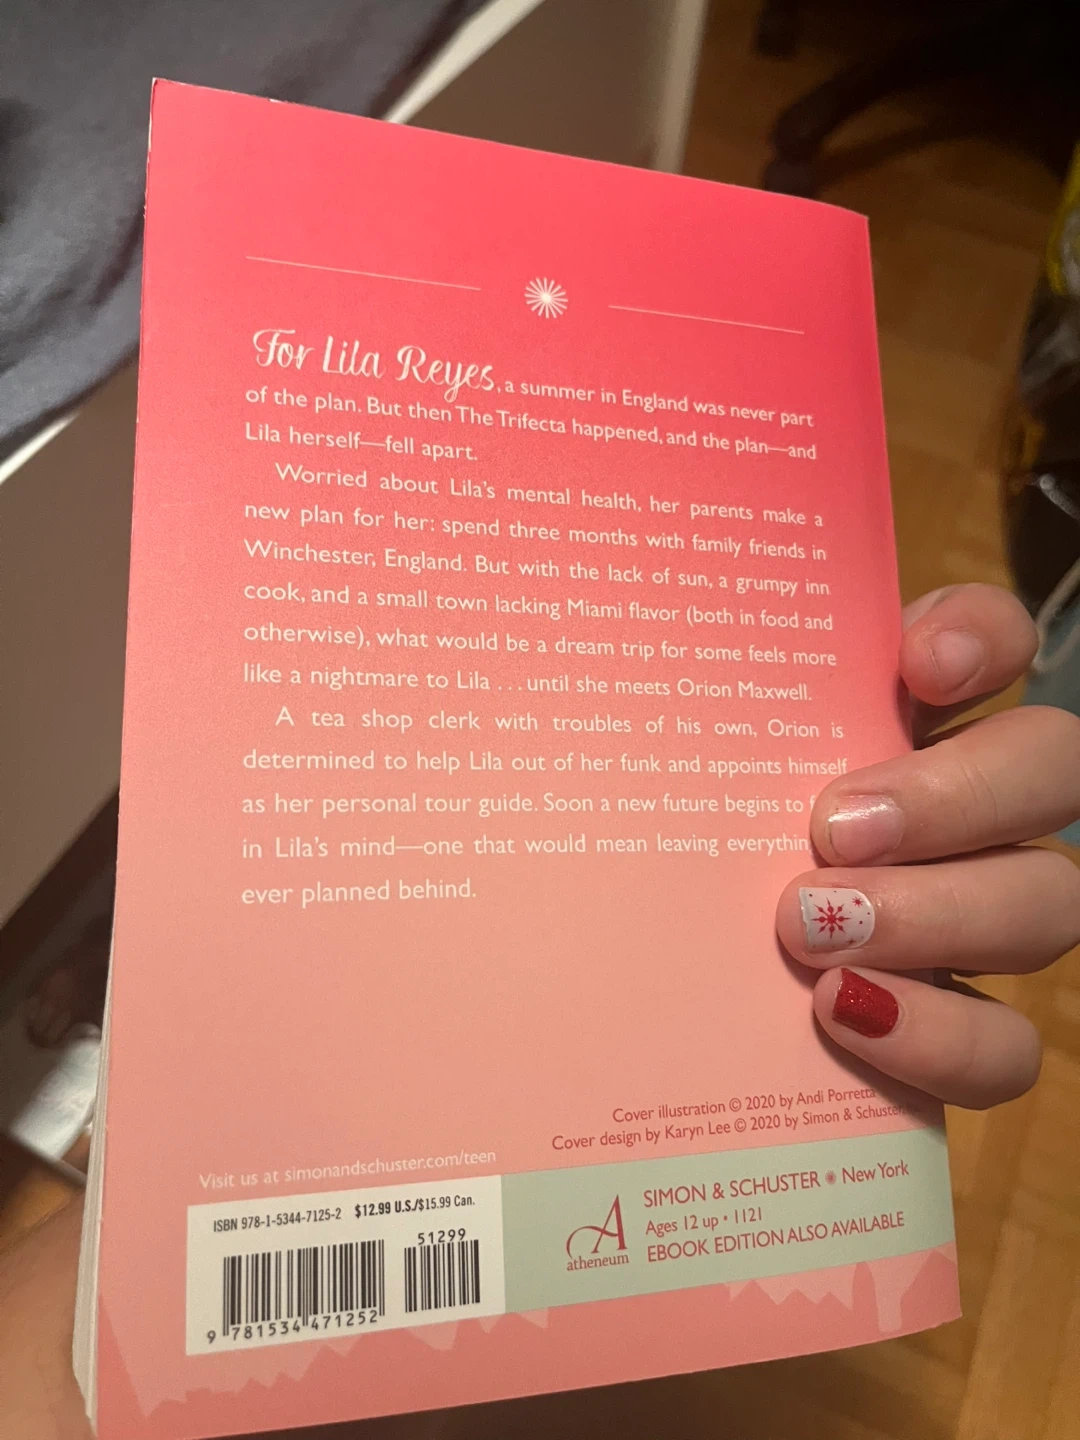 For Lila Reyes, a summer in England was never part
of the plan. But then The Trifecta happened, and the plan—and
Lila herself—fell apart.
Worried about Lila's mental health, her parents make a
new plan for her: spend three months with family friends in
Winchester, England. But with the lack of sun, a grumpy inn
cook, and a small town lacking Miami flavor (both in food and
otherwise), what would be a dream trip for some feels more
like a nightmare to Lila . . . until she meets Orion Maxwell.
A tea shop clerk with troubles of his own, Orion is
determined to help Lila out of her funk and appoints himself
as her personal tour guide. Soon a new future begins to
in Lila's mind—one that would mean leaving
ever planned behind.
Cover illustration © 2020 by Andi Porretta
Cover design by Karyn Lee © 2020 by Simon &
Visit us at simonandschuster.com/teen
ISBN 978-1-5344-7125-2 $12.99 U.S./$15.99 Can.
51299
9 781534 471252
A
atheneum
SIMON & SCHUSTER • New York
Ages 12 up • 1121
EBOOK EDITION ALSO AVAILABLE